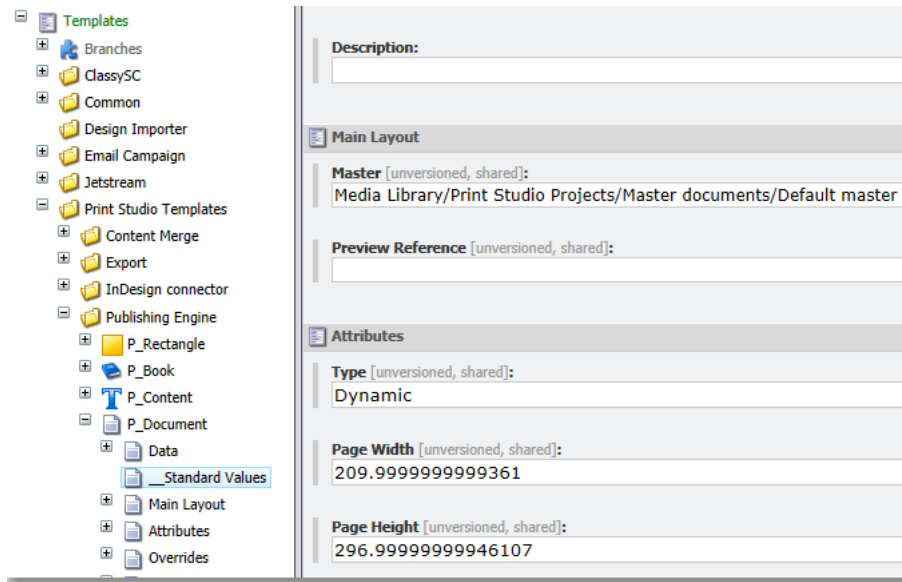 Templates
Branches
ClassySC
Common
Design Importer
Email Campaign
Jetstream
Print Studio Templates
Content Merge
Export
InDesign connector
Publishing Engine
P_Rectangle
P_Book
P_Content
P_Document
Data
__Standard Values
Main Layout
Attributes
Overrides
Description:
Main Layout
Master [unversioned, shared]:
Media Library/Print Studio Projects/Master documents/Default master
Preview Reference [unversioned, shared]:
Attributes
Type [unversioned, shared]:
Dynamic
Page Width [unversioned, shared]:
209.9999999999361
Page Height [unversioned, shared]:
296.99999999946107